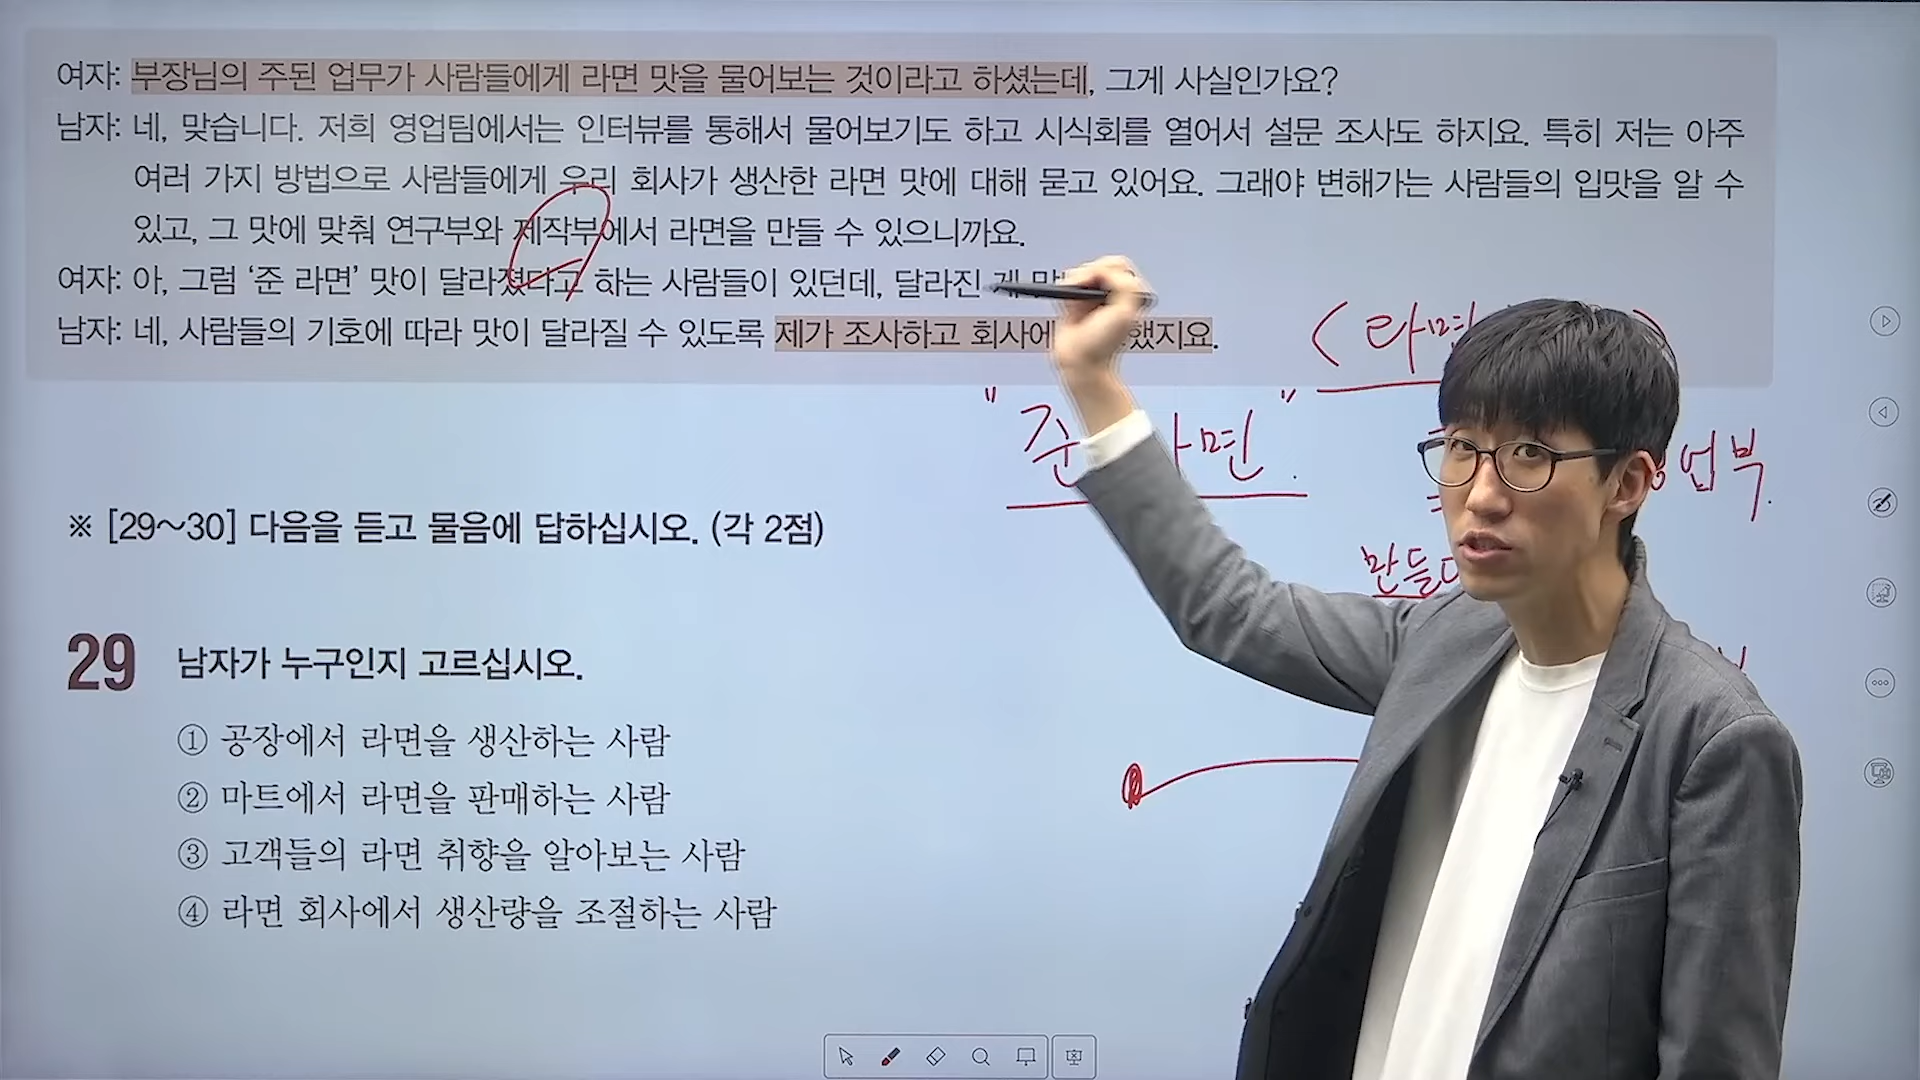 여자: 부장님의 주된 업무가 사람들에게 라면 맛을 물어보는 것이라고 하셨는데, 그게 사실인가요?
남자: 네, 맞습니다. 저희 영업팀에서는 인터뷰를 통해서 물어보기도 하고 시식회를 열어서 설문 조사도 하지요. 특히 저는 아주
여러 가지 방법으로 사람들에게 우리 회사가 생산한 라면 맛에 대해 묻고 있어요. 그래야 변해가는 사람들의 입맛을 알 수
있고, 그 맛에 맞춰 연구부와 제작부에서 라면을 만들 수 있으니까요.
여자: 아, 그럼 ‘준 라면’ 맛이 달라졌다고 하는 사람들이 있던데, 달라진 게
남자: 네, 사람들의 기호에 따라 맛이 달라질 수 있도록 제가 조사하고 회사에 했지요.
<라면
"준 라면".
영업부.
만들다
※ [29~30] 다음을 듣고 물음에 답하십시오. (각 2점)
29 남자가 누구인지 고르십시오.
① 공장에서 라면을 생산하는 사람
② 마트에서 라면을 판매하는 사람
③ 고객들의 라면 취향을 알아보는 사람
④ 라면 회사에서 생산량을 조절하는 사람